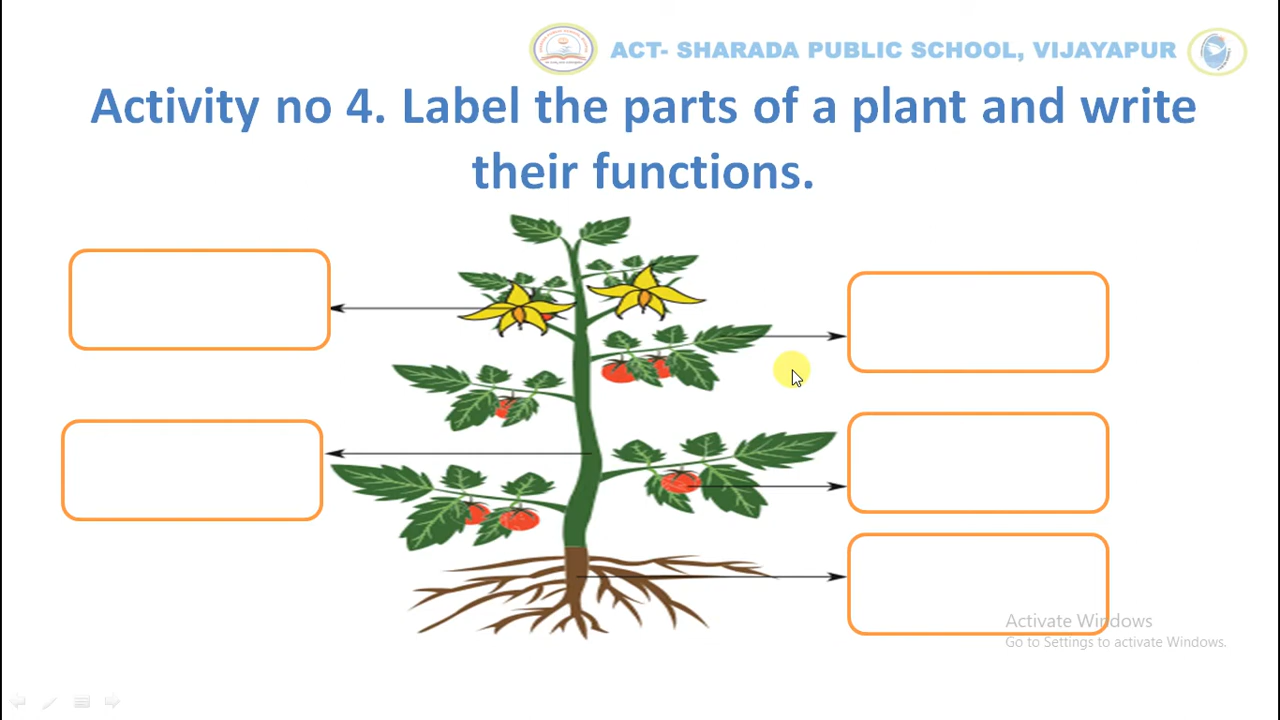 ACT- SHARADA PUBLIC SCHOOL, VIJAYAPUR
Activity no 4. Label the parts of a plant and write
their functions.
Activate Windows
Go to Settings to activate Windows.